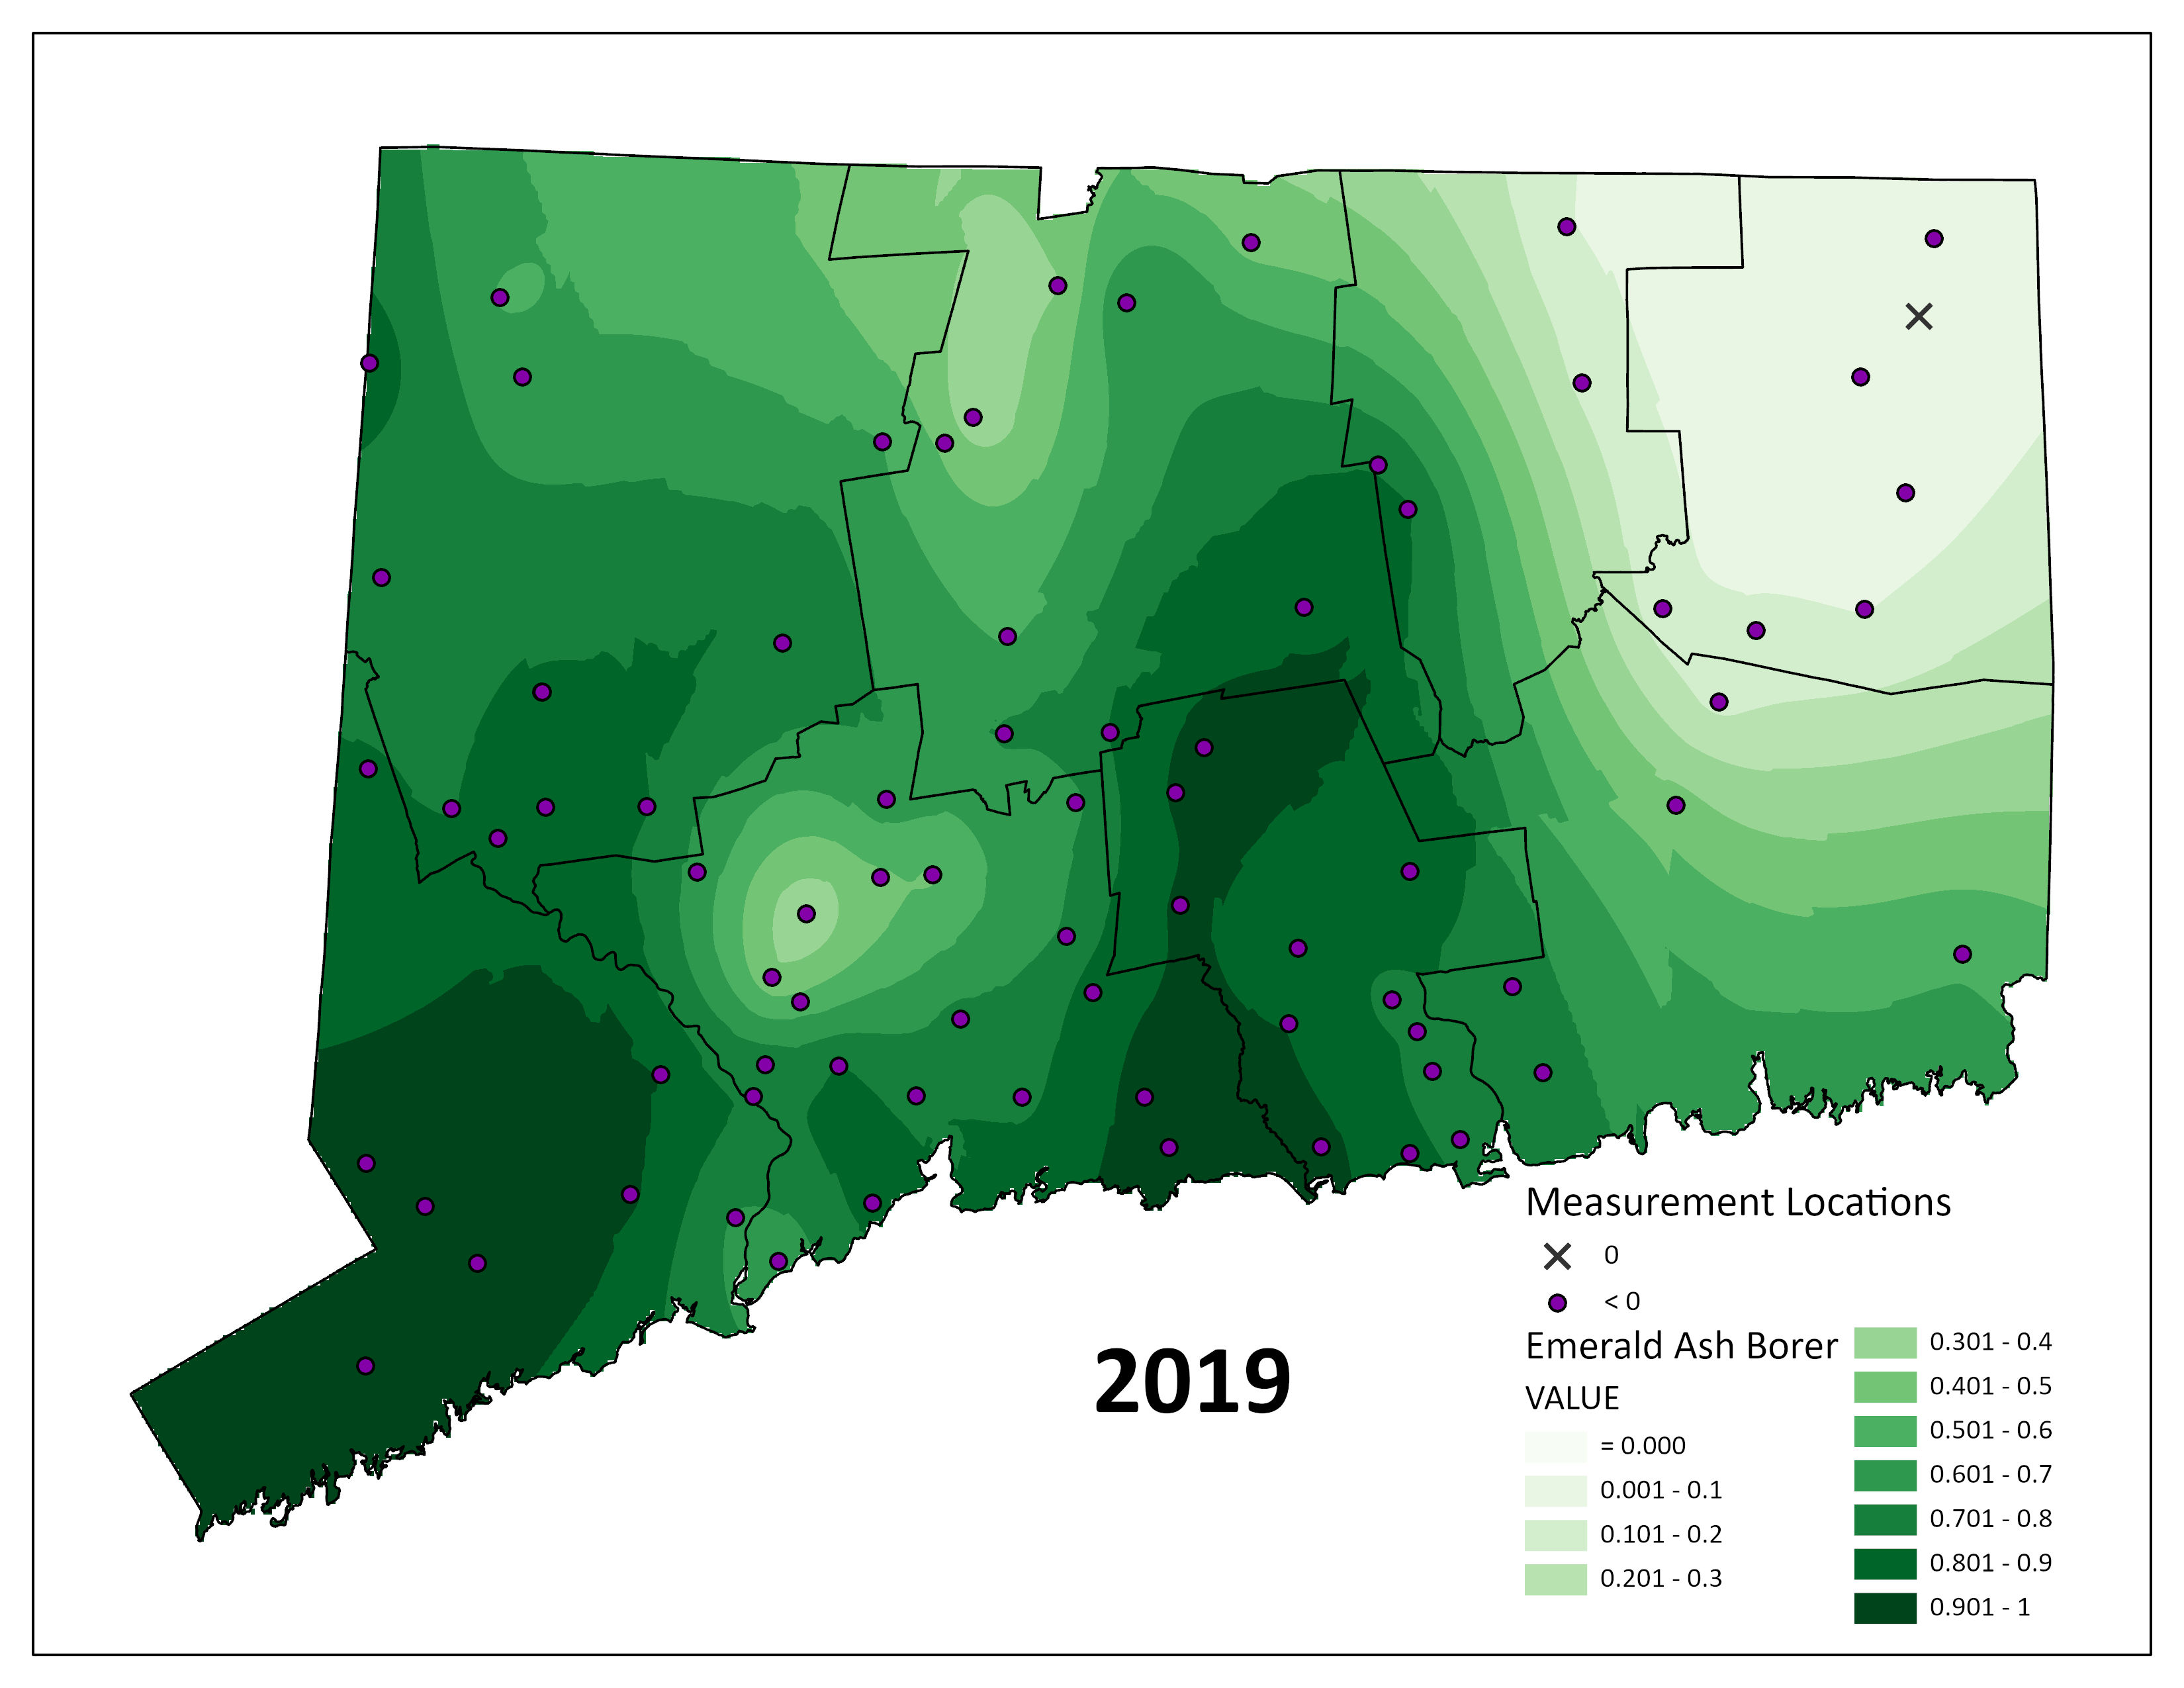 2019
Measurement Locations
0
< 0
Emerald Ash Borer
VALUE
= 0.000
0.001 - 0.1
0.101 - 0.2
0.201 - 0.3
0.301 - 0.4
0.401 - 0.5
0.501 - 0.6
0.601 - 0.7
0.701 - 0.8
0.801 - 0.9
0.901 - 1